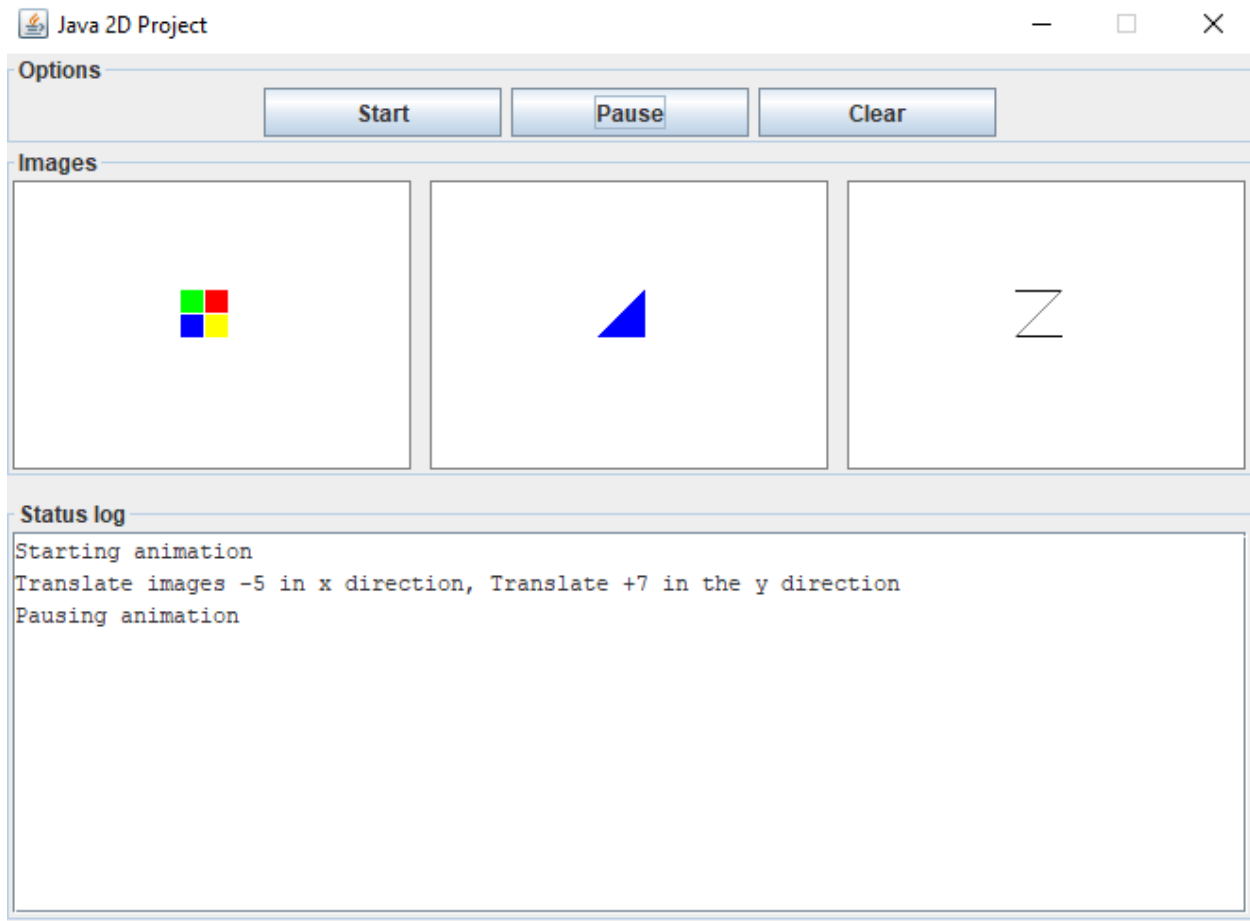 Java 2D Project
Options
Start Pause Clear
Images
Status log
Starting animation
Translate images -5 in x direction, Translate +7 in the y direction
Pausing animation